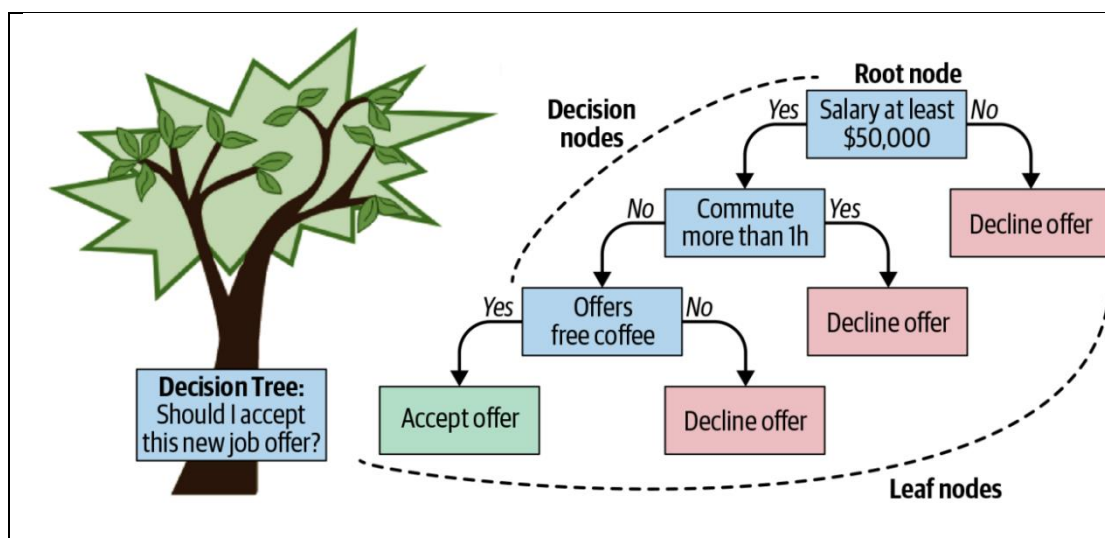 Root node
Decision
nodes
Yes
Salary at least
$50,000
No
No
Commute
more than 1h
Yes
Decline offer
Yes
Offers
free coffee
No
Decline offer
Decision Tree:
Should I accept
this new job offer?
Accept offer
Decline offer
Leaf nodes